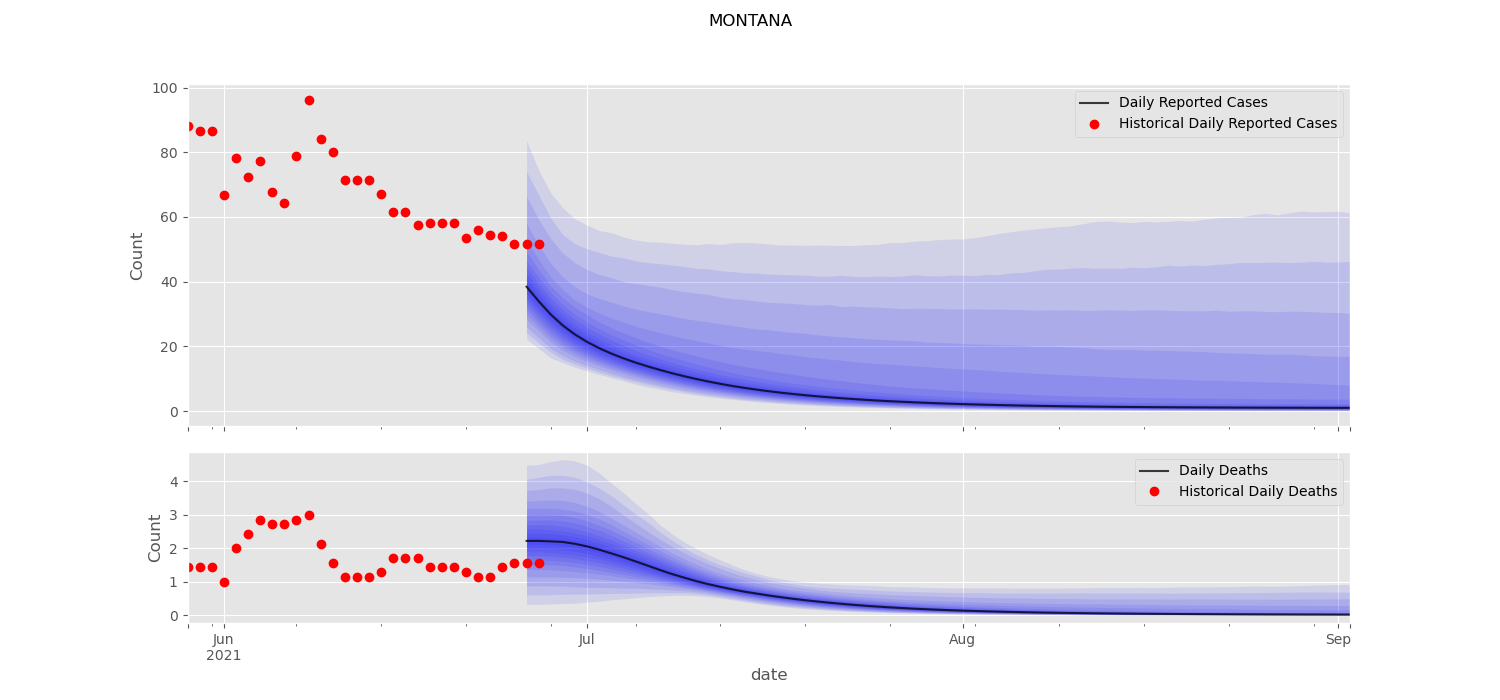 MONTANA
100
80
60
40
20
0
Count
Daily Reported Cases
Historical Daily Reported Cases
4
3
2
1
0
Count
Daily Deaths
Historical Daily Deaths
Jun
2021
Jul
Aug
Sep
date